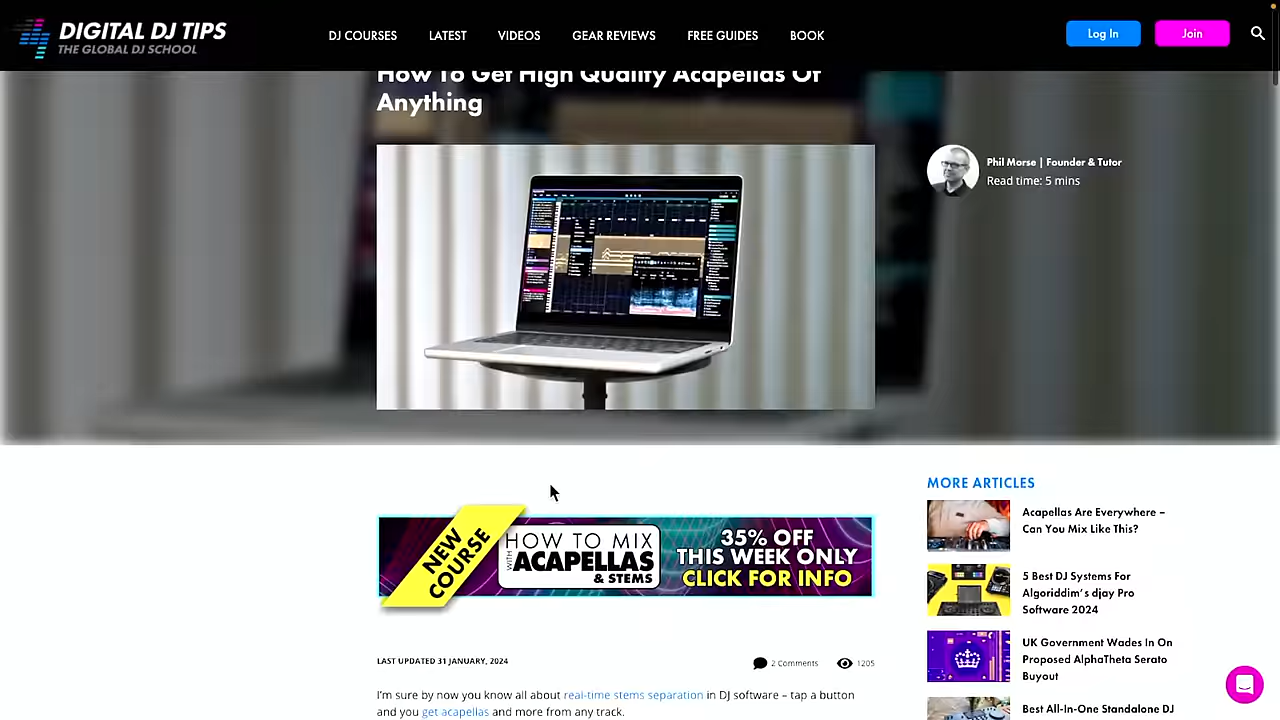 DIGITAL DJ TIPS
THE GLOBAL DJ SCHOOL
DJ COURSES
LATEST
VIDEOS
GEAR REVIEWS
FREE GUIDES
BOOK
Log In
Join
How To Get High Quality Acapellas Of
Anything
Phil Morse | Founder & Tutor
Read time: 5 mins
NEW
COURSE
HOW TO MIX
WITH ACAPELLAS
& STEMS
35% OFF
THIS WEEK ONLY
CLICK FOR INFO
LAST UPDATED 31 JANUARY, 2024
2 Comments
1205
I'm sure by now you know all about real-time stems separation in DJ software – tap a button
and you get acapellas and more from any track.
MORE ARTICLES
Acapellas Are Everywhere –
Can You Mix Like This?
5 Best DJ Systems For
Algoriddim's djay Pro
Software 2024
UK Government Wades In On
Proposed AlphaTheta Serato
Buyout
Best All-In-One Standalone DJ